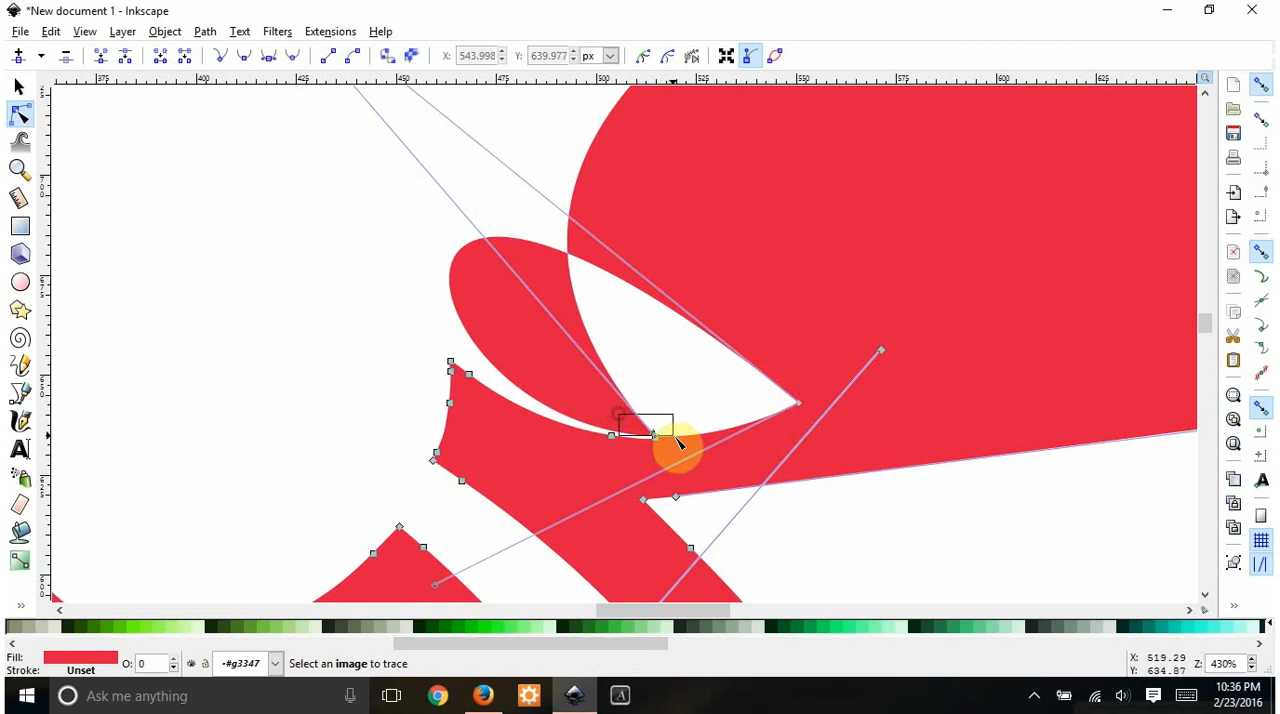 *New document 1 - Inkscape
File Edit View Layer Object Path Text Filters Extensions Help
X: 543.998 Y: 639.977 px
375 400 425 450 475 500 525 550 575 600 625
Fill:
Stroke: Unset
O: 0
-#g3347
Select an image to trace
X: 519.29
Y: 634.87
430%
Ask me anything
10:36 PM
2/23/2016